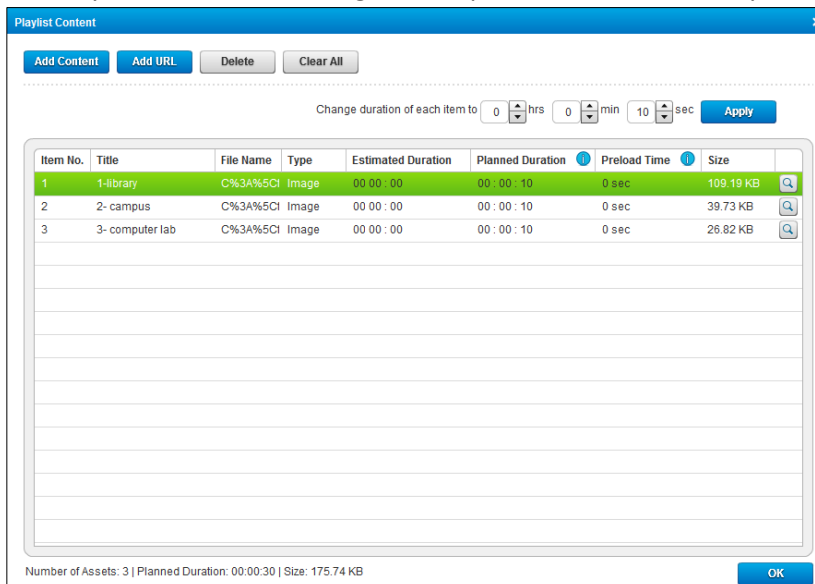 Playlist Content
Add Content Add URL Delete Clear All
Change duration of each item to 0 hrs 0 min 10 sec Apply
Item No. Title File Name Type Estimated Duration Planned Duration i Preload Time i Size
1 1-library C%3A%5Cf Image 00 00 : 00 00 : 00 : 10 0 sec 109.19 KB
2 2- campus C%3A%5Cf Image 00 00 : 00 00 : 00 : 10 0 sec 39.73 KB
3 3- computer lab C%3A%5Cf Image 00 00 : 00 00 : 00 : 10 0 sec 26.82 KB
Number of Assets: 3 | Planned Duration: 00:00:30 | Size: 175.74 KB
OK